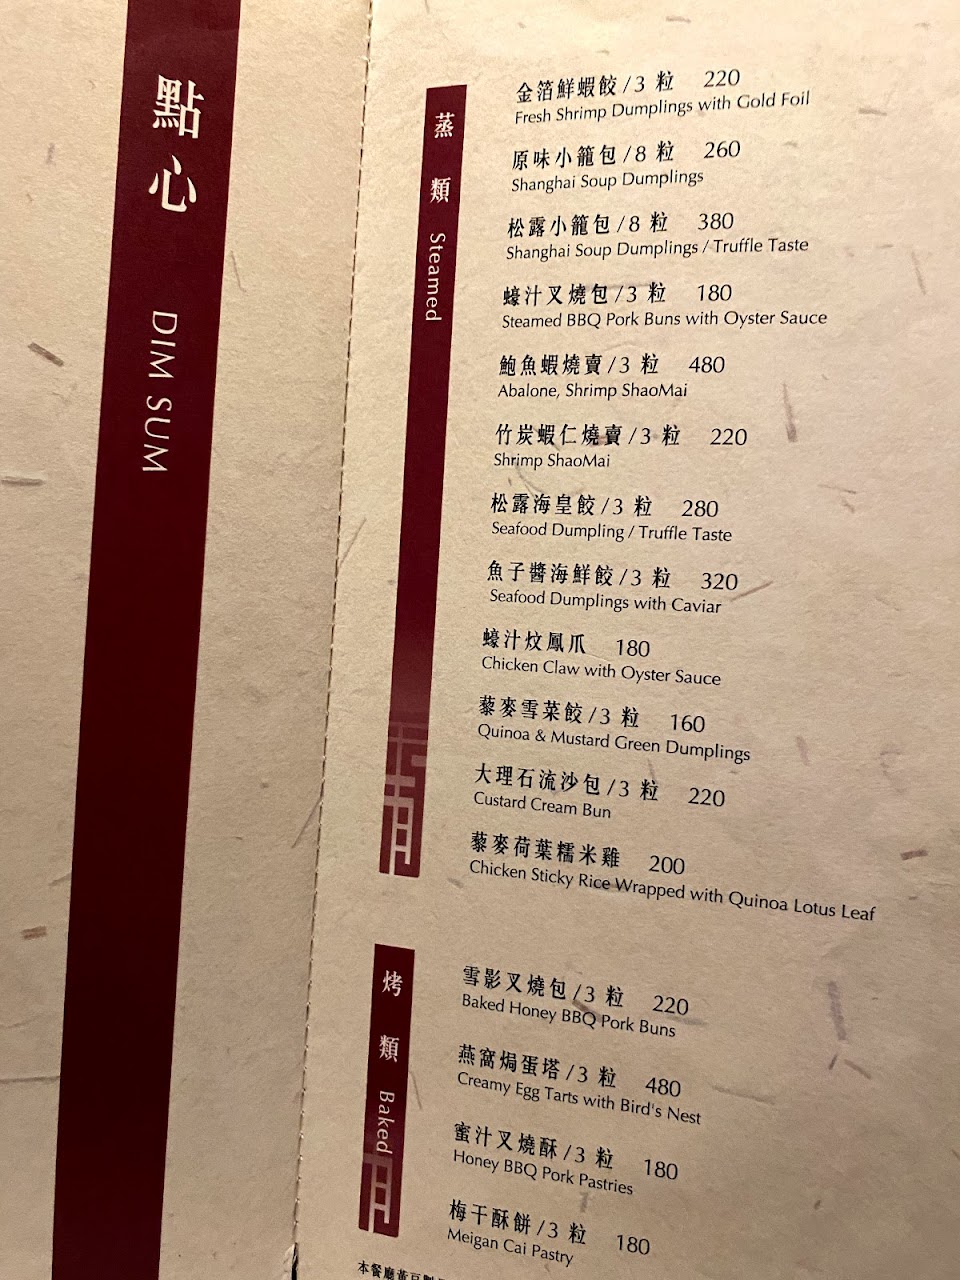 點心 DIM SUM
蒸類 Steamed
金箔鮮蝦餃/3 粒 220
Fresh Shrimp Dumplings with Gold Foil
原味小籠包/8 粒 260
Shanghai Soup Dumplings
松露小籠包/8 粒 380
Shanghai Soup Dumplings / Truffle Taste
蠔汁叉燒包/3 粒 180
Steamed BBQ Pork Buns with Oyster Sauce
鮑魚蝦燒賣/3 粒 480
Abalone, Shrimp ShaoMai
竹炭蝦仁燒賣/3 粒 220
Shrimp ShaoMai
松露海皇餃/3 粒 280
Seafood Dumpling / Truffle Taste
魚子醬海鮮餃/3 粒 320
Seafood Dumplings with Caviar
蠔汁炆鳳爪 180
Chicken Claw with Oyster Sauce
藜麥雪菜餃/3 粒 160
Quinoa & Mustard Green Dumplings
大理石流沙包/3 粒 220
Custard Cream Bun
藜麥荷葉糯米雞 200
Chicken Sticky Rice Wrapped with Quinoa Lotus Leaf
烤類 Baked
雪影叉燒包/3 粒 220
Baked Honey BBQ Pork Buns
燕窩焗蛋塔/3 粒 480
Creamy Egg Tarts with Bird's Nest
蜜汁叉燒酥/3 粒 180
Honey BBQ Pork Pastries
梅干酥餅/3 粒 180
Meigan Cai Pastry
本餐廳黃豆